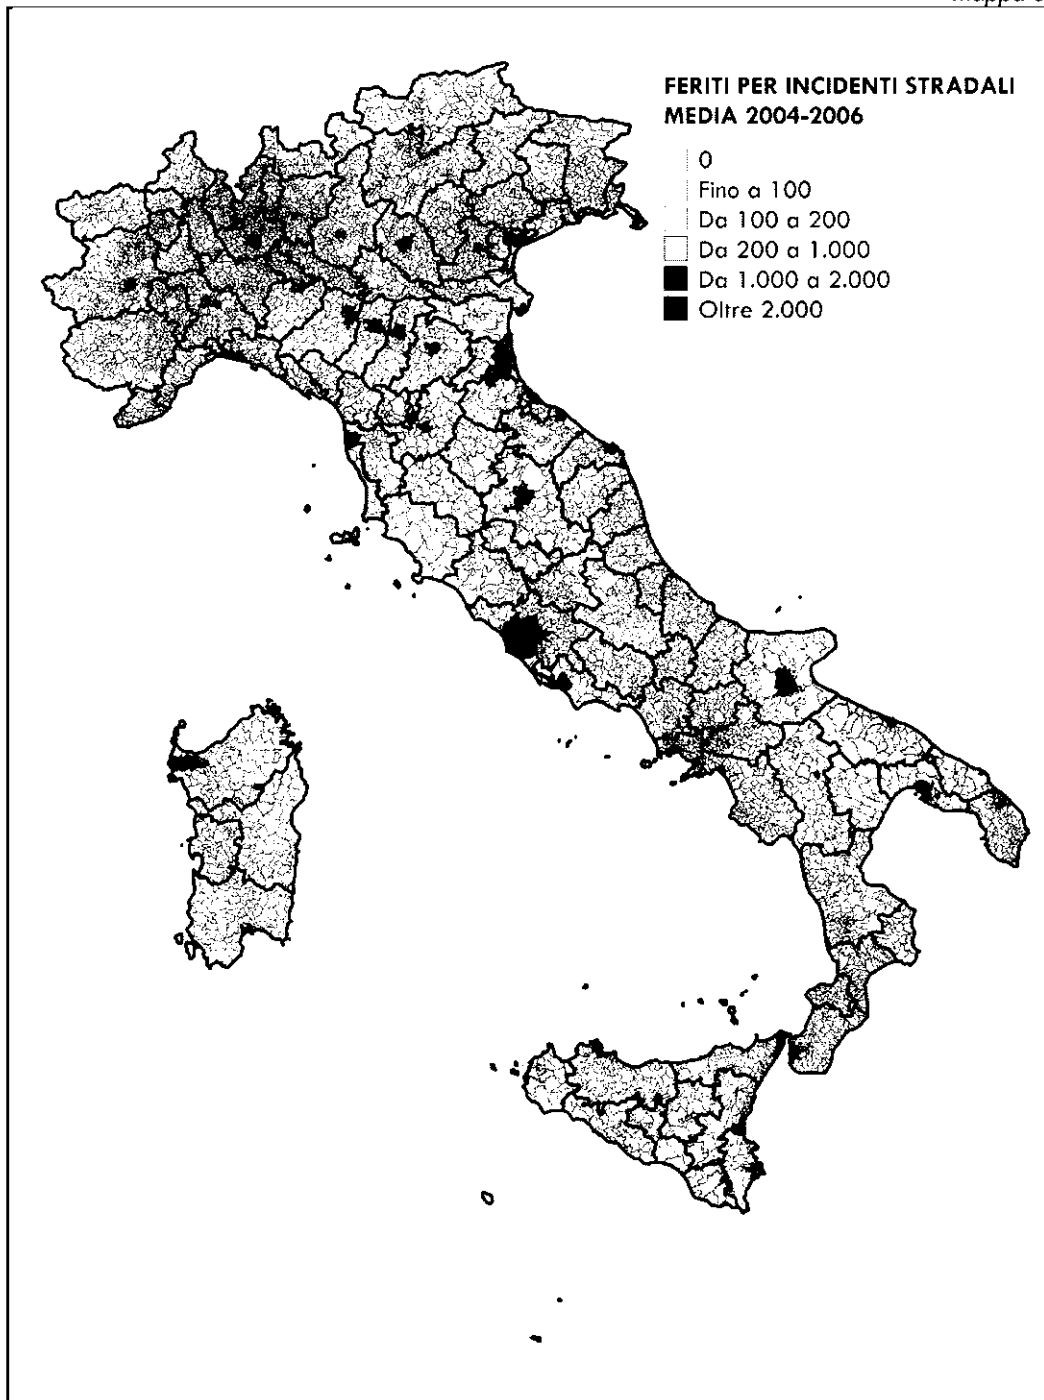 FERITI PER INCIDENTI STRADALI
MEDIA 2004-2006
0
Fino a 100
Da 100 a 200
Da 200 a 1.000
Da 1.000 a 2.000
Oltre 2.000